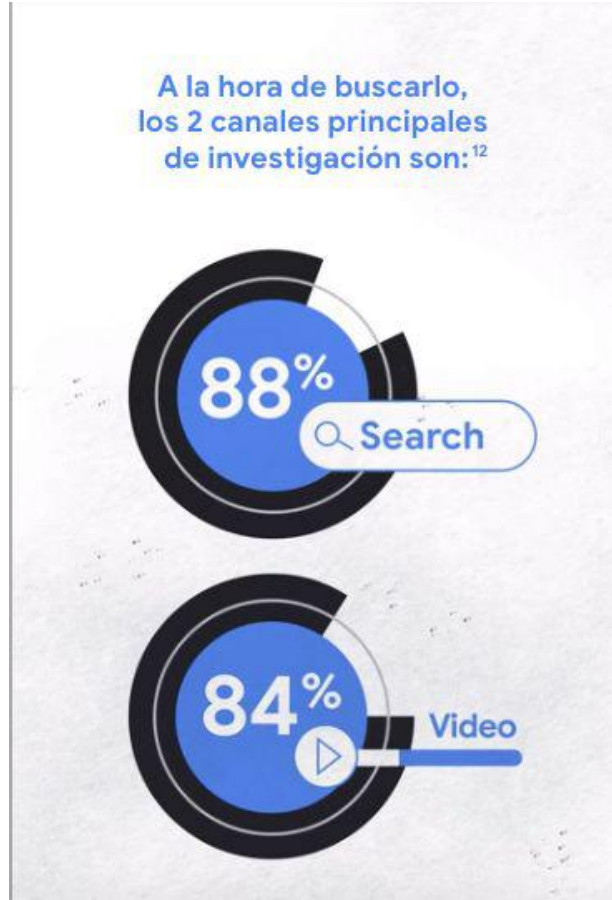 A la hora de buscarlo,
los 2 canales principales
de investigación son:¹²
88%
Search
84%
Video